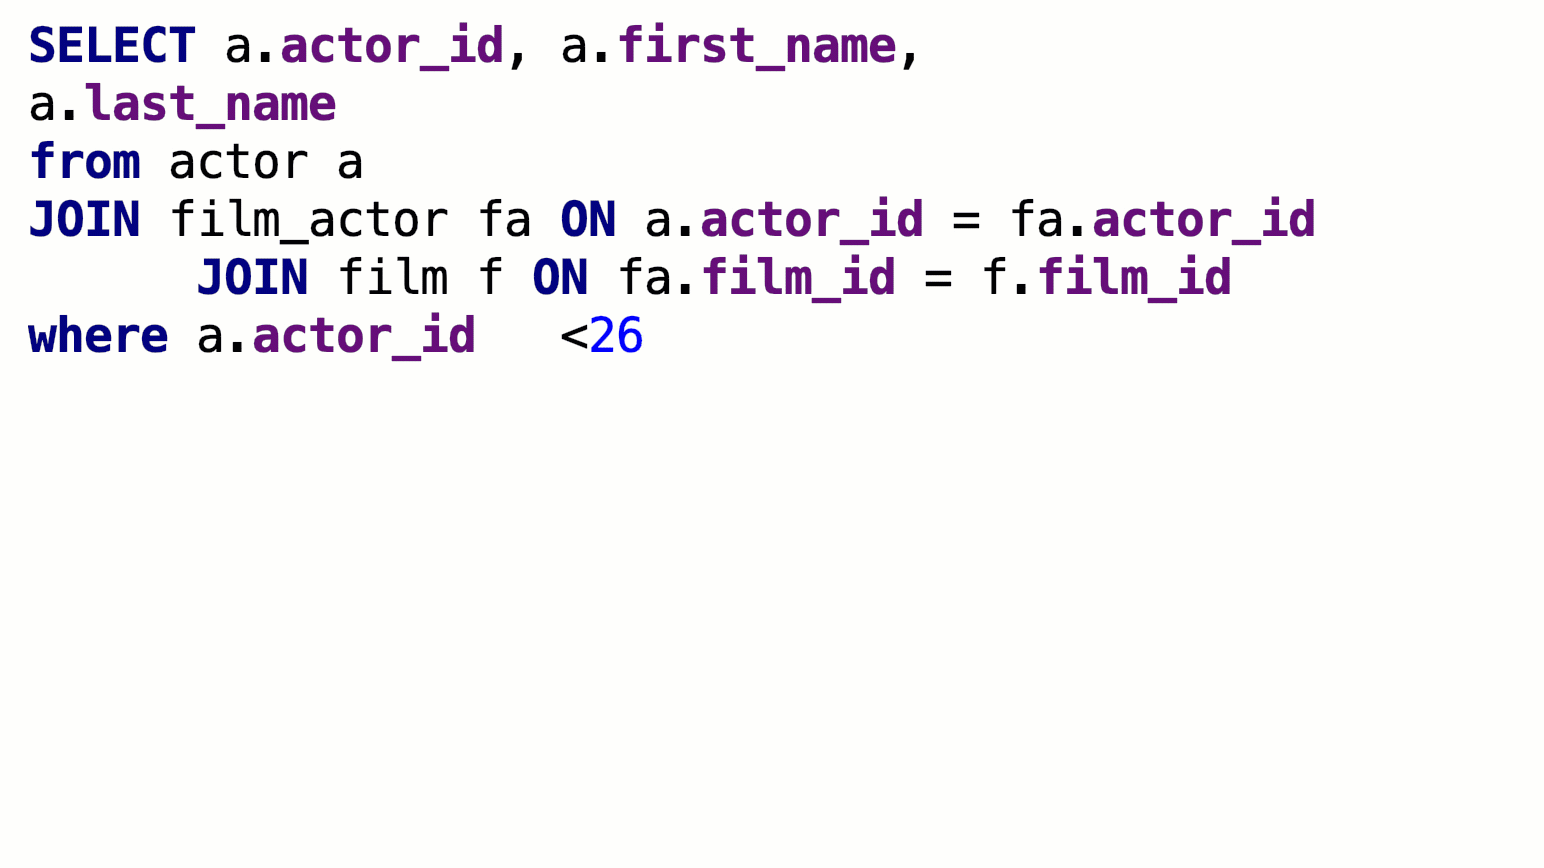 SELECT a.actor_id, a.first_name,
a.last_name
from actor a
JOIN film_actor fa ON a.actor_id = fa.actor_id
      JOIN film f ON fa.film_id = f.film_id
where a.actor_id   <26